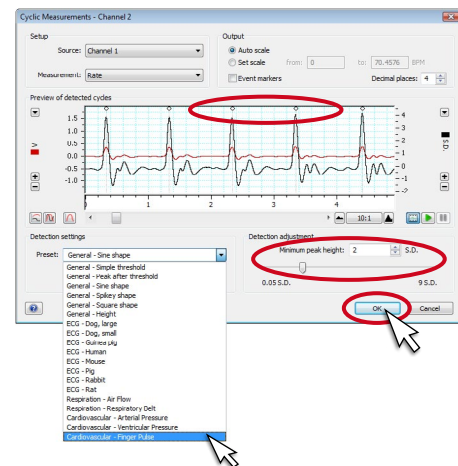 Cyclic Measurements - Channel 2
Setup
Source: Channel 1
Measurement: Rate
Output
Auto scale
Set scale from: 0 to: 70.4576 BPM
Event markers Decimal places: 4
Preview of detected cycles
1.5
1.0
0.5
0.0
-0.5
-1.0
V
4
3
2
1
0
-1
-2
S.D.
1 2 3 4
10:1
Detection settings
Preset: General - Sine shape
General - Simple threshold
General - Peak after threshold
General - Sine shape
General - Spikey shape
General - Square shape
General - Height
ECG - Dog, large
ECG - Dog, small
ECG - Guinea pig
ECG - Human
ECG - Mouse
ECG - Pig
ECG - Rabbit
ECG - Rat
Respiration - Air Flow
Respiration - Respiratory Belt
Cardiovascular - Arterial Pressure
Cardiovascular - Ventricular Pressure
Cardiovascular - Finger Pulse
Detection adjustment
Minimum peak height: 2 S.D.
0.05 S.D. 9 S.D.
OK Cancel